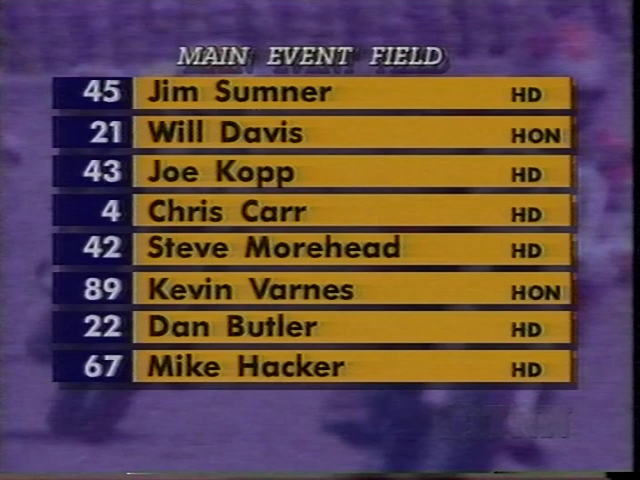 MAIN EVENT FIELD
45 Jim Sumner HD
21 Will Davis HON
43 Joe Kopp HD
4 Chris Carr HD
42 Steve Morehead HD
89 Kevin Varnes HON
22 Dan Butler HD
67 Mike Hacker HD